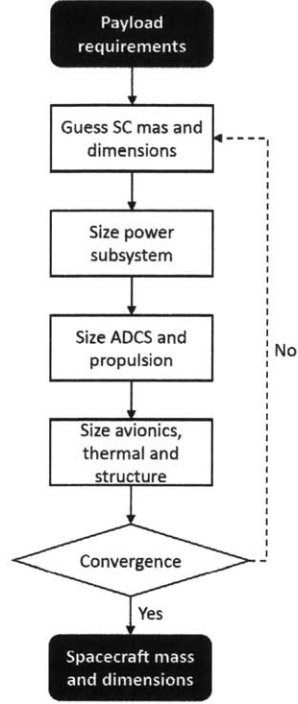 Payload
requirements
Guess SC mas and
dimensions
Size power
subsystem
Size ADCS and
propulsion
No
Size avionics,
thermal and
structure
Convergence
Yes
Spacecraft mass
and dimensions